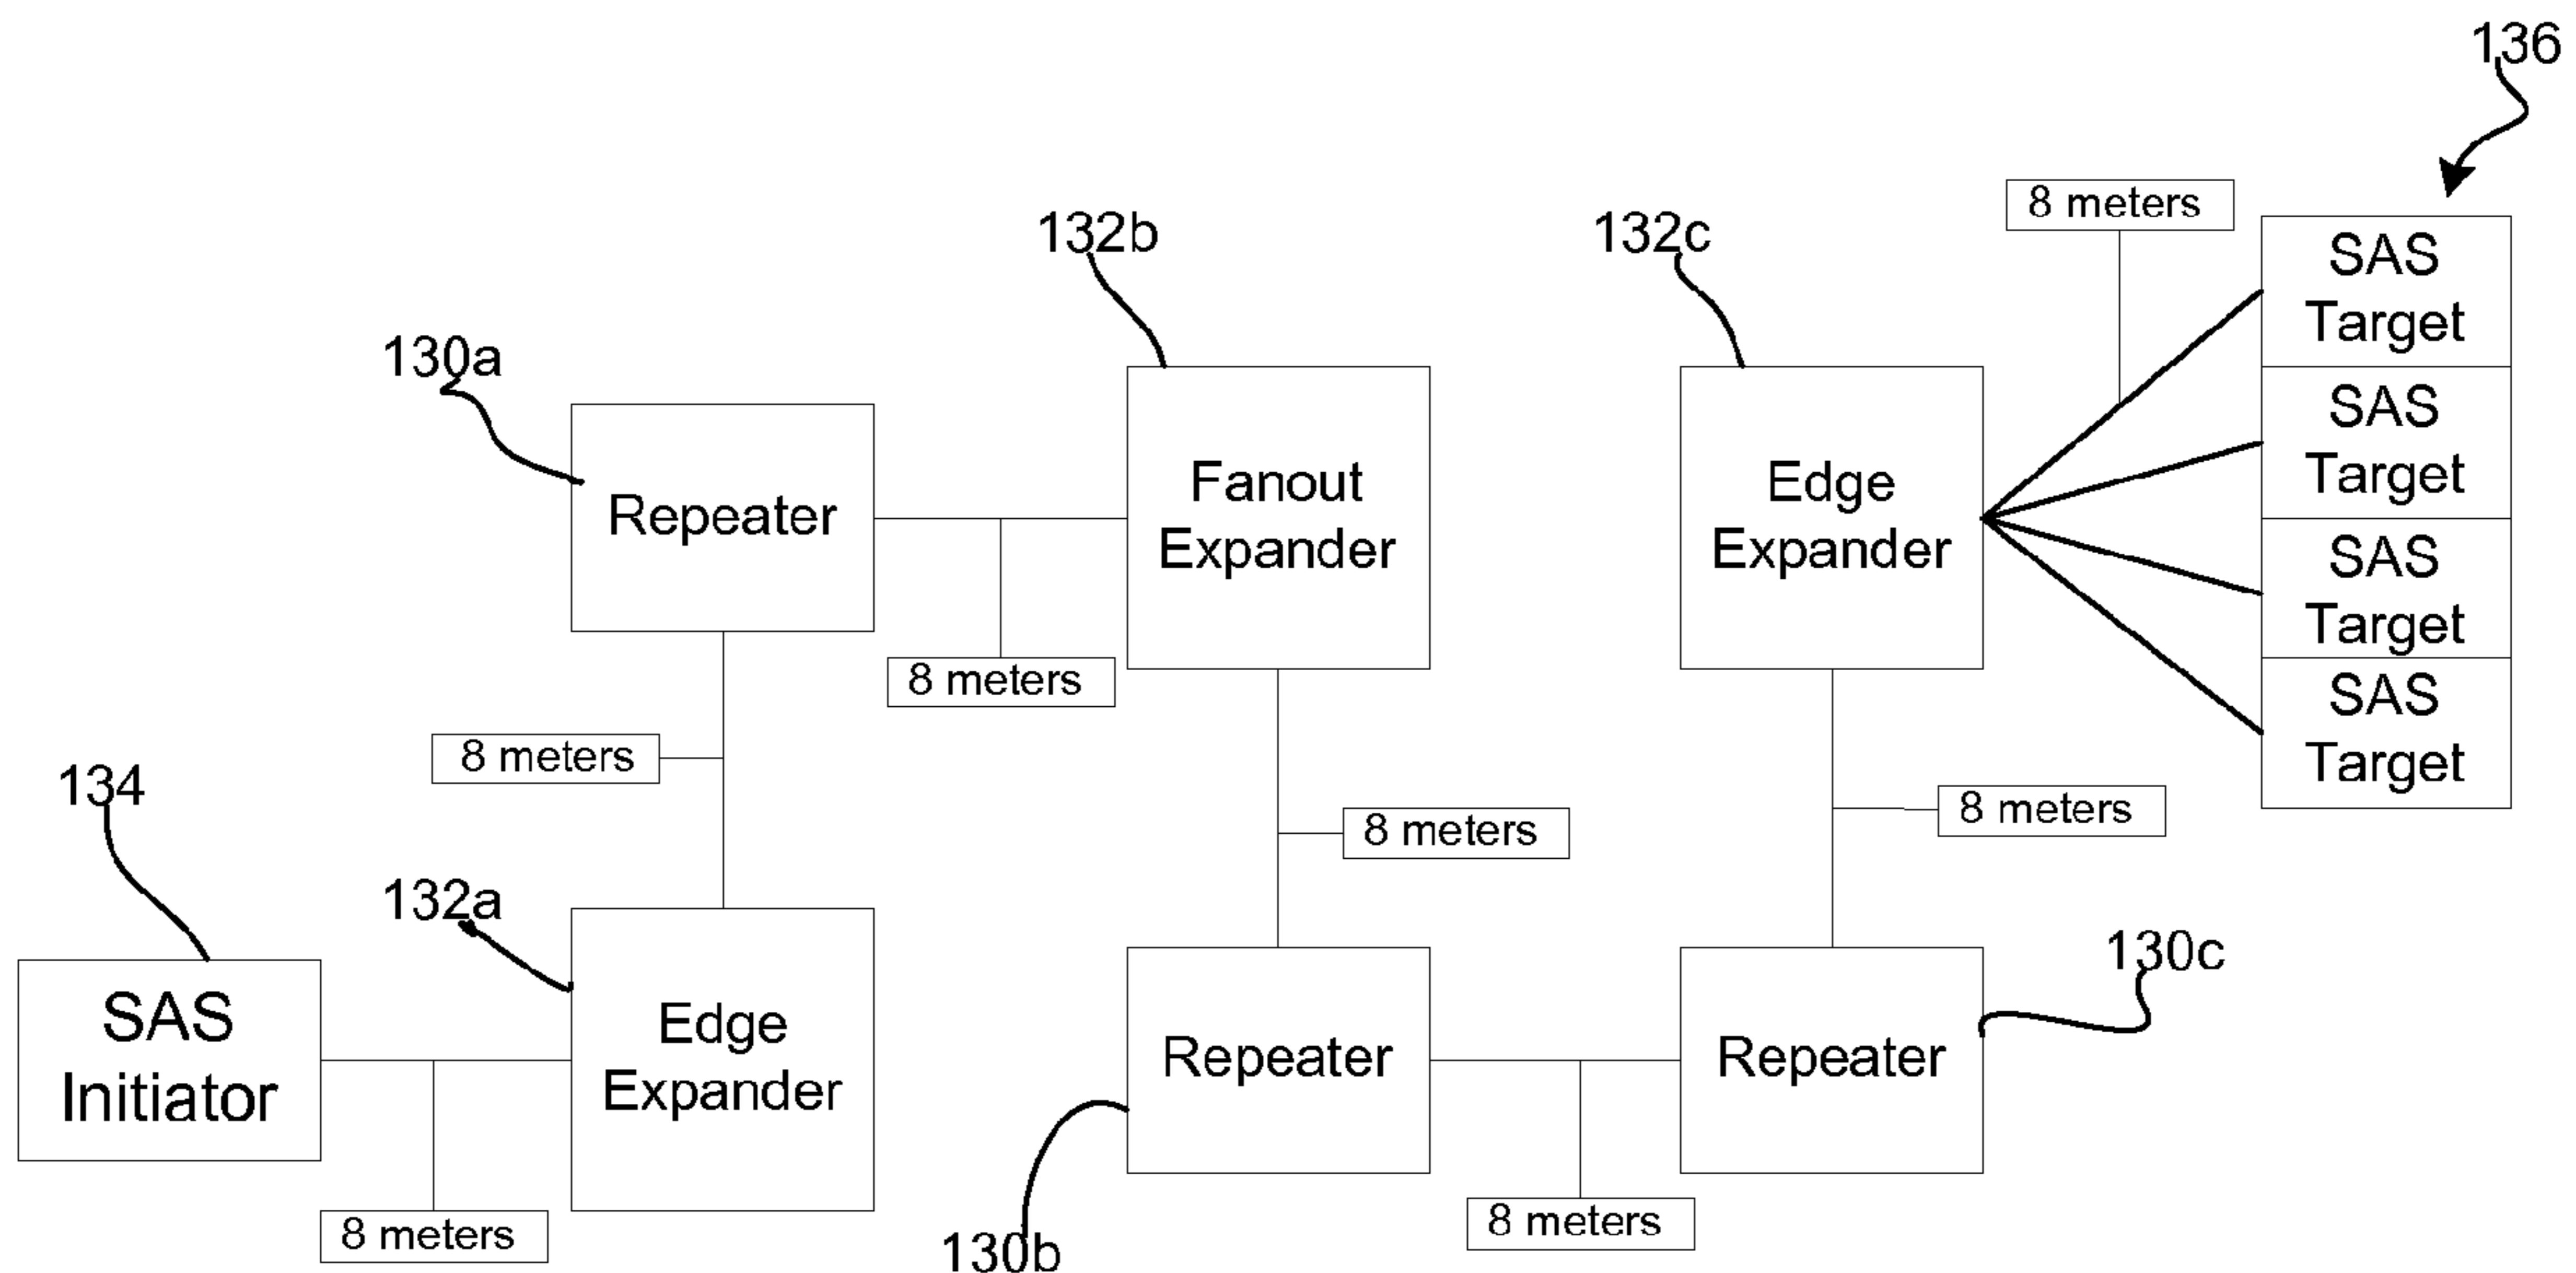 136
8 meters
132b
132c
SAS
Target
130a
SAS
Target
Repeater
Fanout
Expander
Edge
Expander
SAS
Target
8 meters
SAS
Target
8 meters
134
8 meters
8 meters
132a
130c
SAS
Initiator
Edge
Expander
Repeater
Repeater
8 meters
130b
8 meters